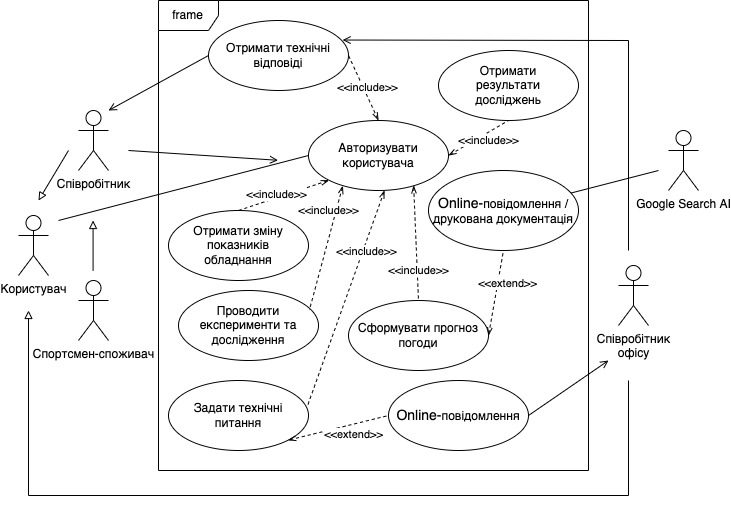 frame
Отримати технічні
відповіді
<<include>>
Отримати
результати
досліджень
<<include>>
Авторизувати
користувача
Співробітник
<<include>>
<<include>>
Online-повідомлення /
друкована документація
Google Search AI
Отримати зміну
показників
обладнання
<<include>>
<<include>>
<<extend>>
Користувач
Проводити
експерименти та
дослідження
Сформувати прогноз
погоди
Співробітник
офісу
Спортсмен-споживач
Задати технічні
питання
Online-повідомлення
<<extend>>